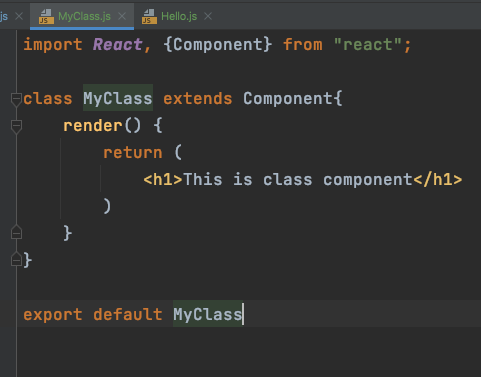 js MyClass.js Hello.js
import React, {Component} from "react";
class MyClass extends Component{
render() {
return (
<h1>This is class component</h1>
)
}
}
export default MyClass